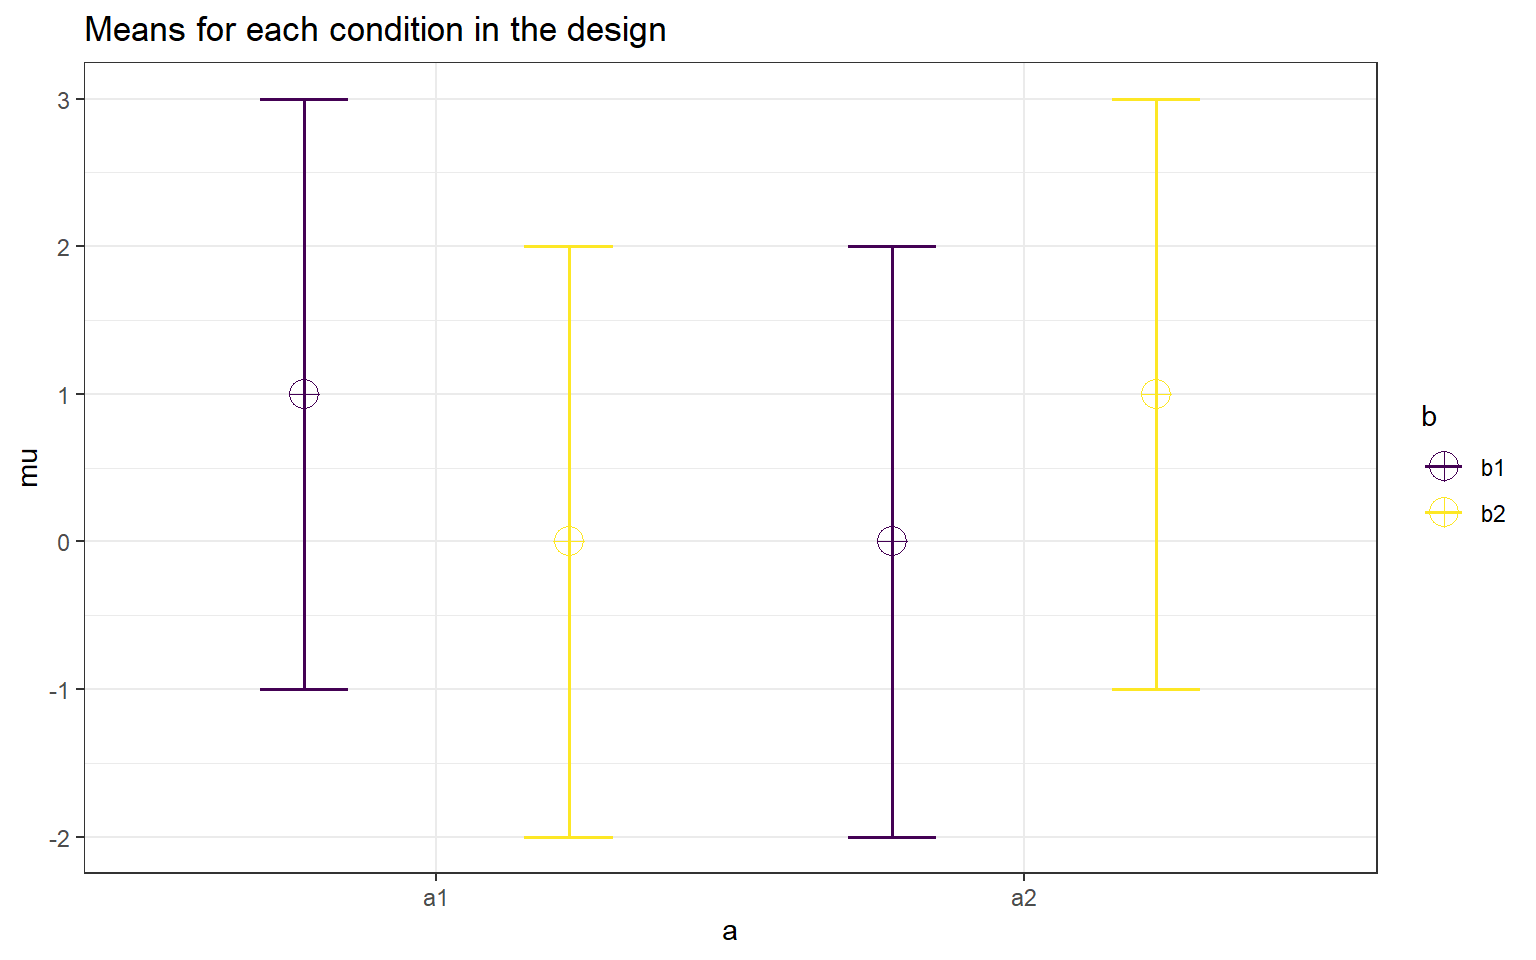 Means for each condition in the design
3
2
1
0
-1
-2
mu
a1
a2
a
b
b1
b2